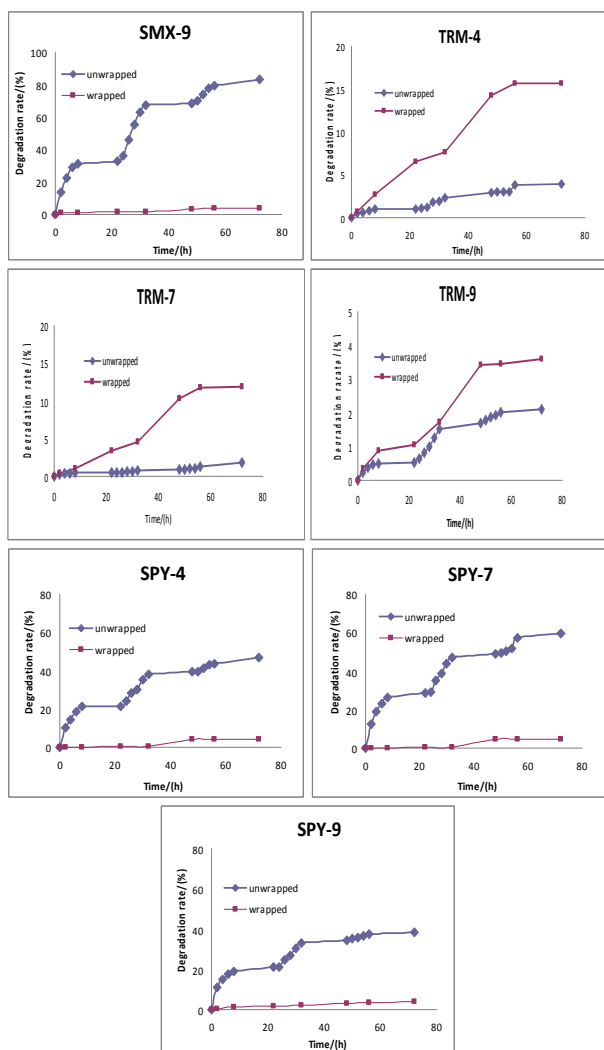 SMX-9
Degradation rate/(%)
100
80
60
40
20
0
unwrapped
wrapped
0 20 40 60 80
Time/(h)
TRM-4
Degradation rate/(%)
20
15
10
5
0
unwrapped
wrapped
0 20 40 60 80
Time/(h)
TRM-7
Deerradation rate/(%)
20
15
10
5
0
unwrapped
wrapped
0 20 40 60 80
Time/(h)
TRM-9
Degradation racate/(%)
5
4
3
2
1
0
unwrapped
wrapped
0 20 40 60 80
Time/(h)
SPY-4
Degradation rate/(%)
80
60
40
20
0
unwrapped
wrapped
0 20 40 60 80
Time/(h)
SPY-7
Degradation rate/(%)
80
60
40
20
0
unwrapped
wrapped
0 20 40 60 80
Time/(h)
SPY-9
Degradation rate/(%)
80
60
40
20
0
unwrapped
wrapped
0 20 40 60 80
Time/(h)